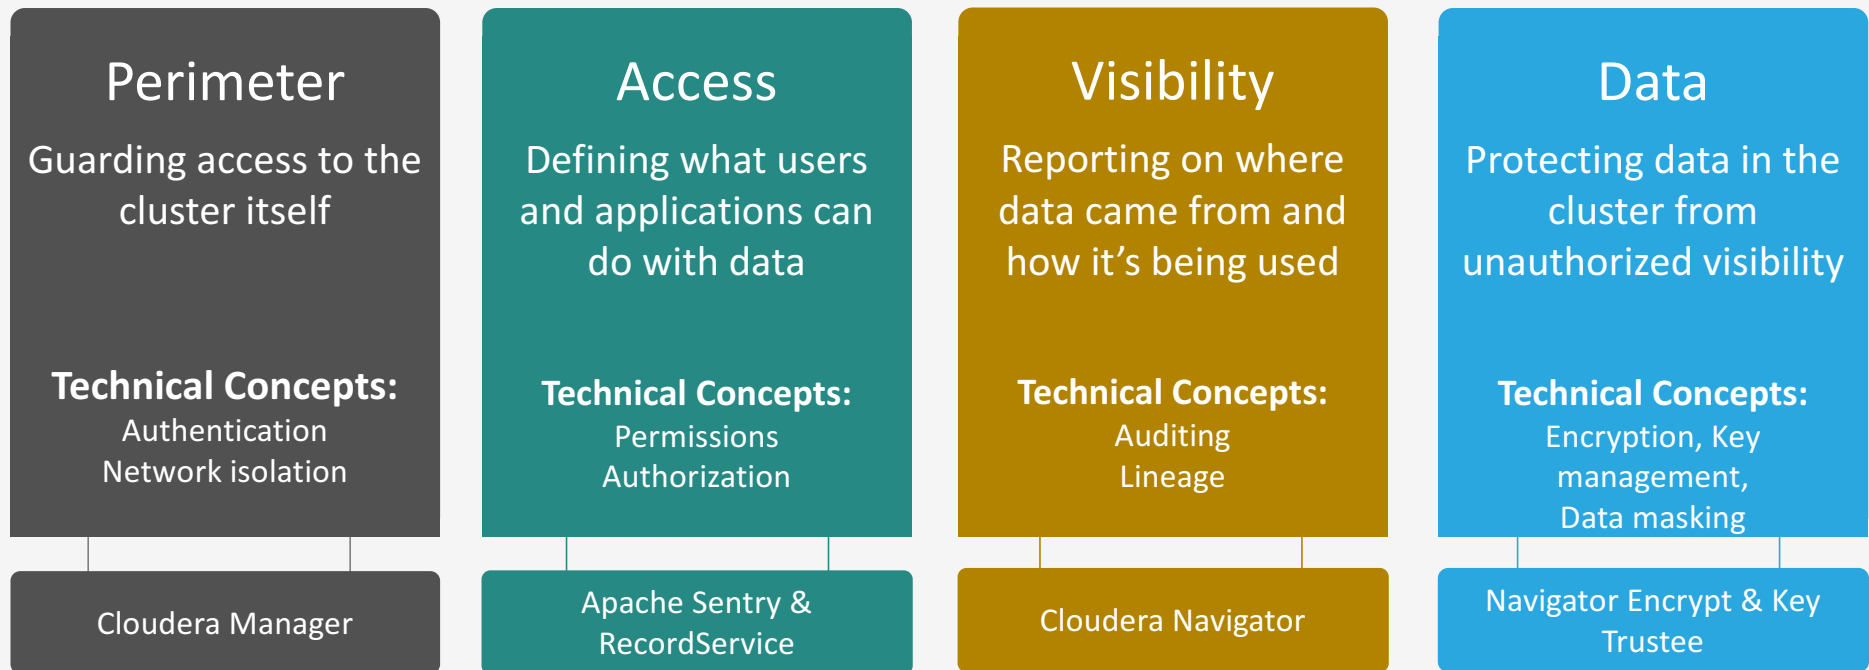 Perimeter
Guarding access to the
cluster itself
Technical Concepts:
Authentication
Network isolation
Cloudera Manager
Access
Defining what users
and applications can
do with data
Technical Concepts:
Permissions
Authorization
Apache Sentry &
RecordService
Visibility
Reporting on where
data came from and
how it’s being used
Technical Concepts:
Auditing
Lineage
Cloudera Navigator
Data
Protecting data in the
cluster from
unauthorized visibility
Technical Concepts:
Encryption, Key
management,
Data masking
Navigator Encrypt & Key
Trustee